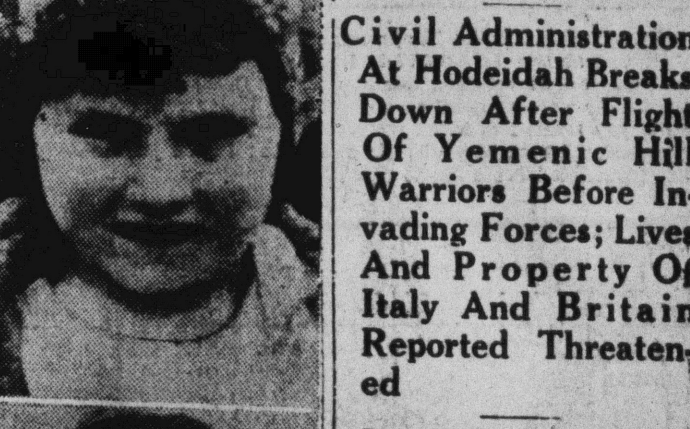 Civil Administration
At Hodeidah Breaks
Down After Flight
Of Yemenic Hill
Warriors Before In-
vading Forces; Lives
And Property Of
Italy And Britain
Reported Threaten-
ed